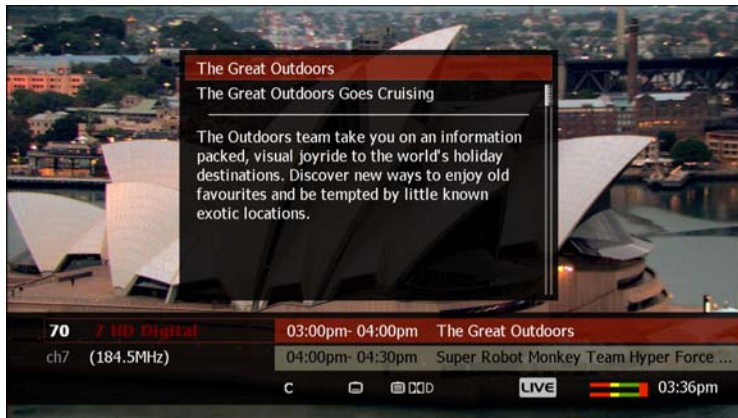 The Great Outdoors
The Great Outdoors Goes Cruising
The Outdoors team take you on an information
packed, visual joyride to the world's holiday
destinations. Discover new ways to enjoy old
favourites and be tempted by little known
exotic locations.
70 7 HD Digital 03:00pm- 04:00pm The Great Outdoors
ch7 (184.5MHz) 04:00pm- 04:30pm Super Robot Monkey Team Hyper Force ...
C D LIVE 03:36pm